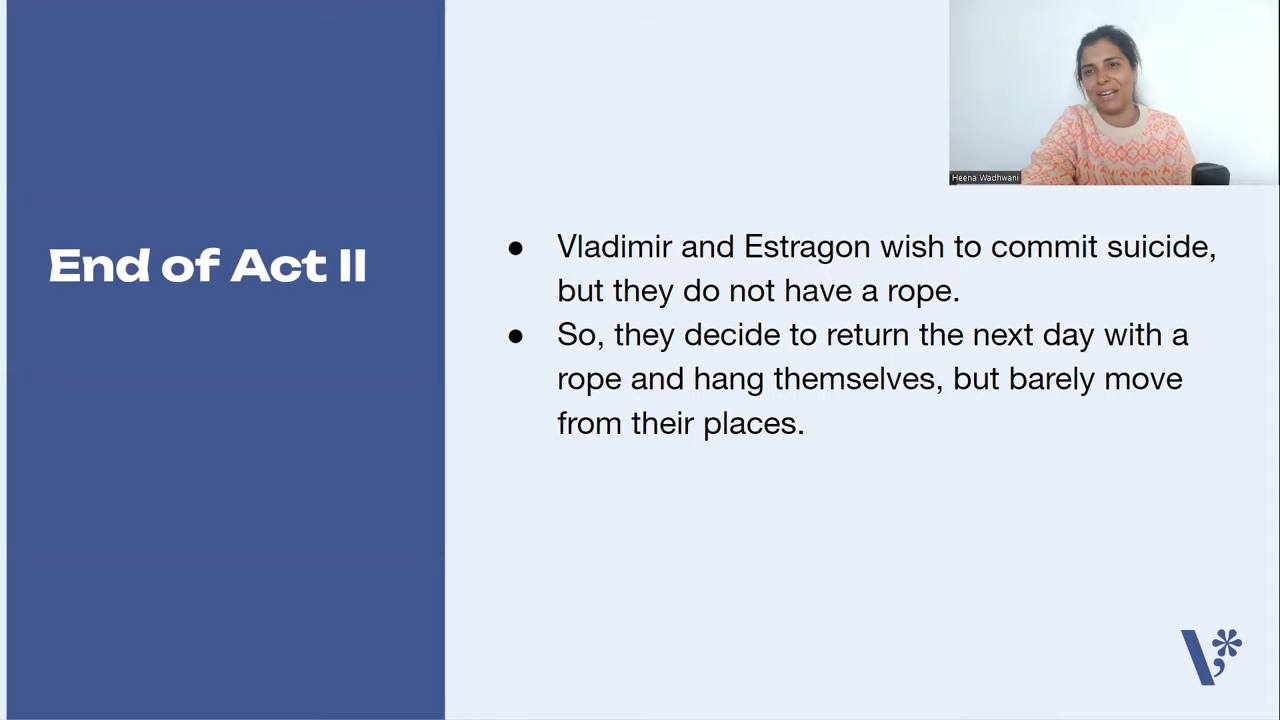 Heena Wadhwani
End of Act II
● Vladimir and Estragon wish to commit suicide,
but they do not have a rope.
● So, they decide to return the next day with a
rope and hang themselves, but barely move
from their places.